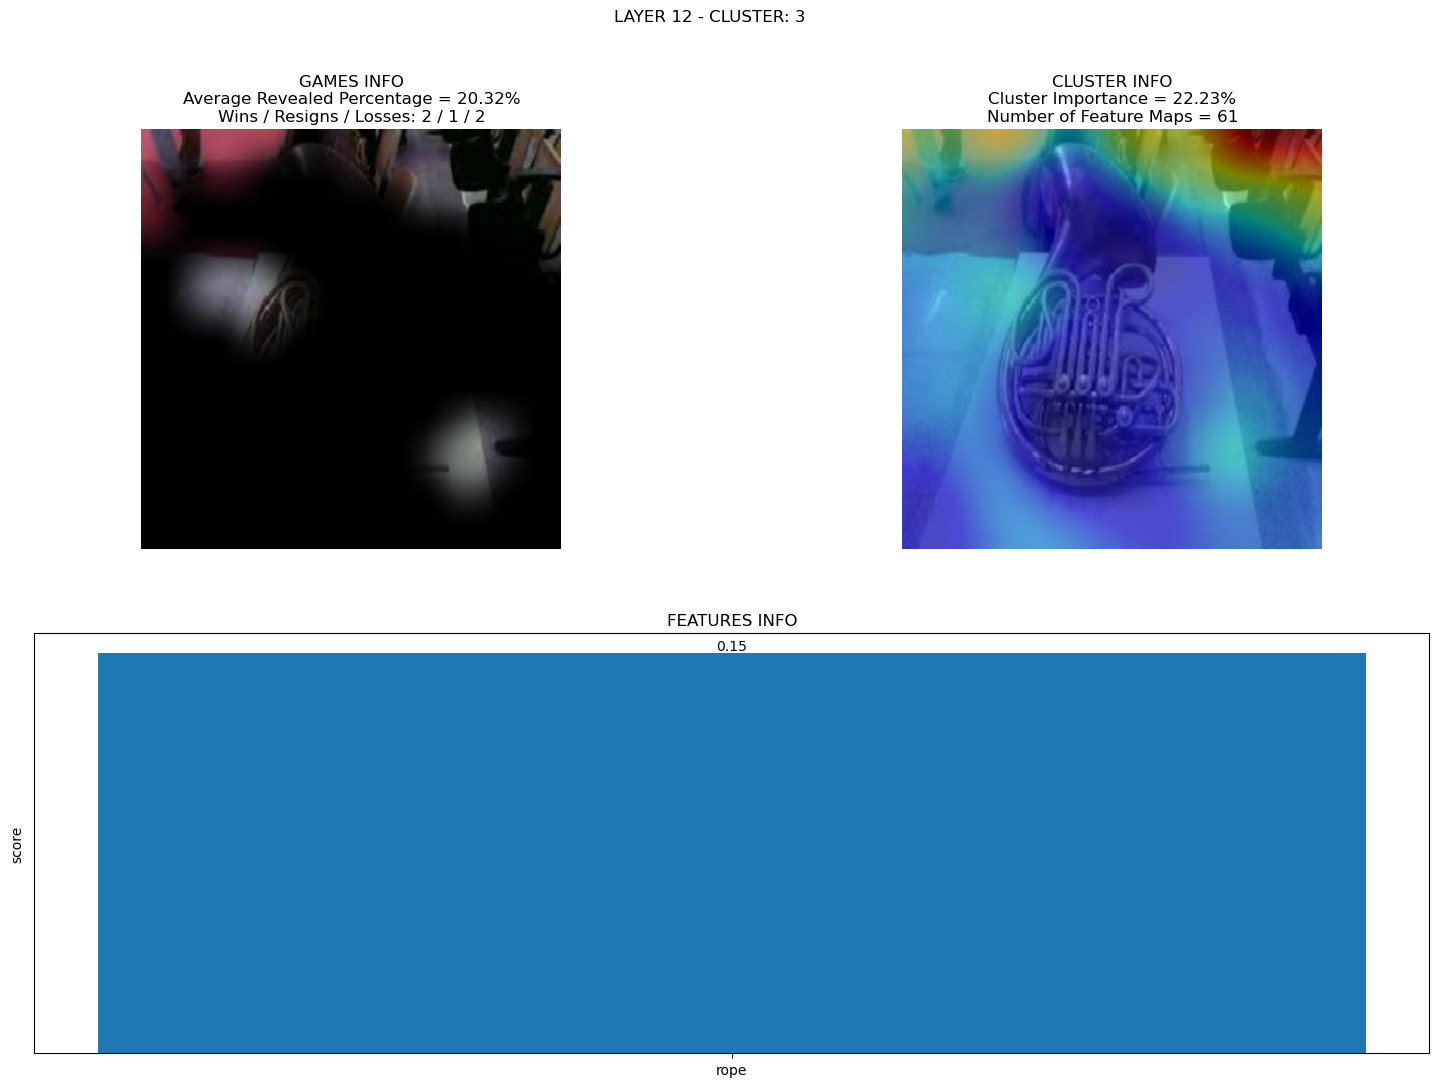 LAYER 12 - CLUSTER: 3
GAMES INFO
Average Revealed Percentage = 20.32%
Wins / Resigns / Losses: 2 / 1 / 2
CLUSTER INFO
Cluster Importance = 22.23%
Number of Feature Maps = 61
FEATURES INFO
0.15
score
rope